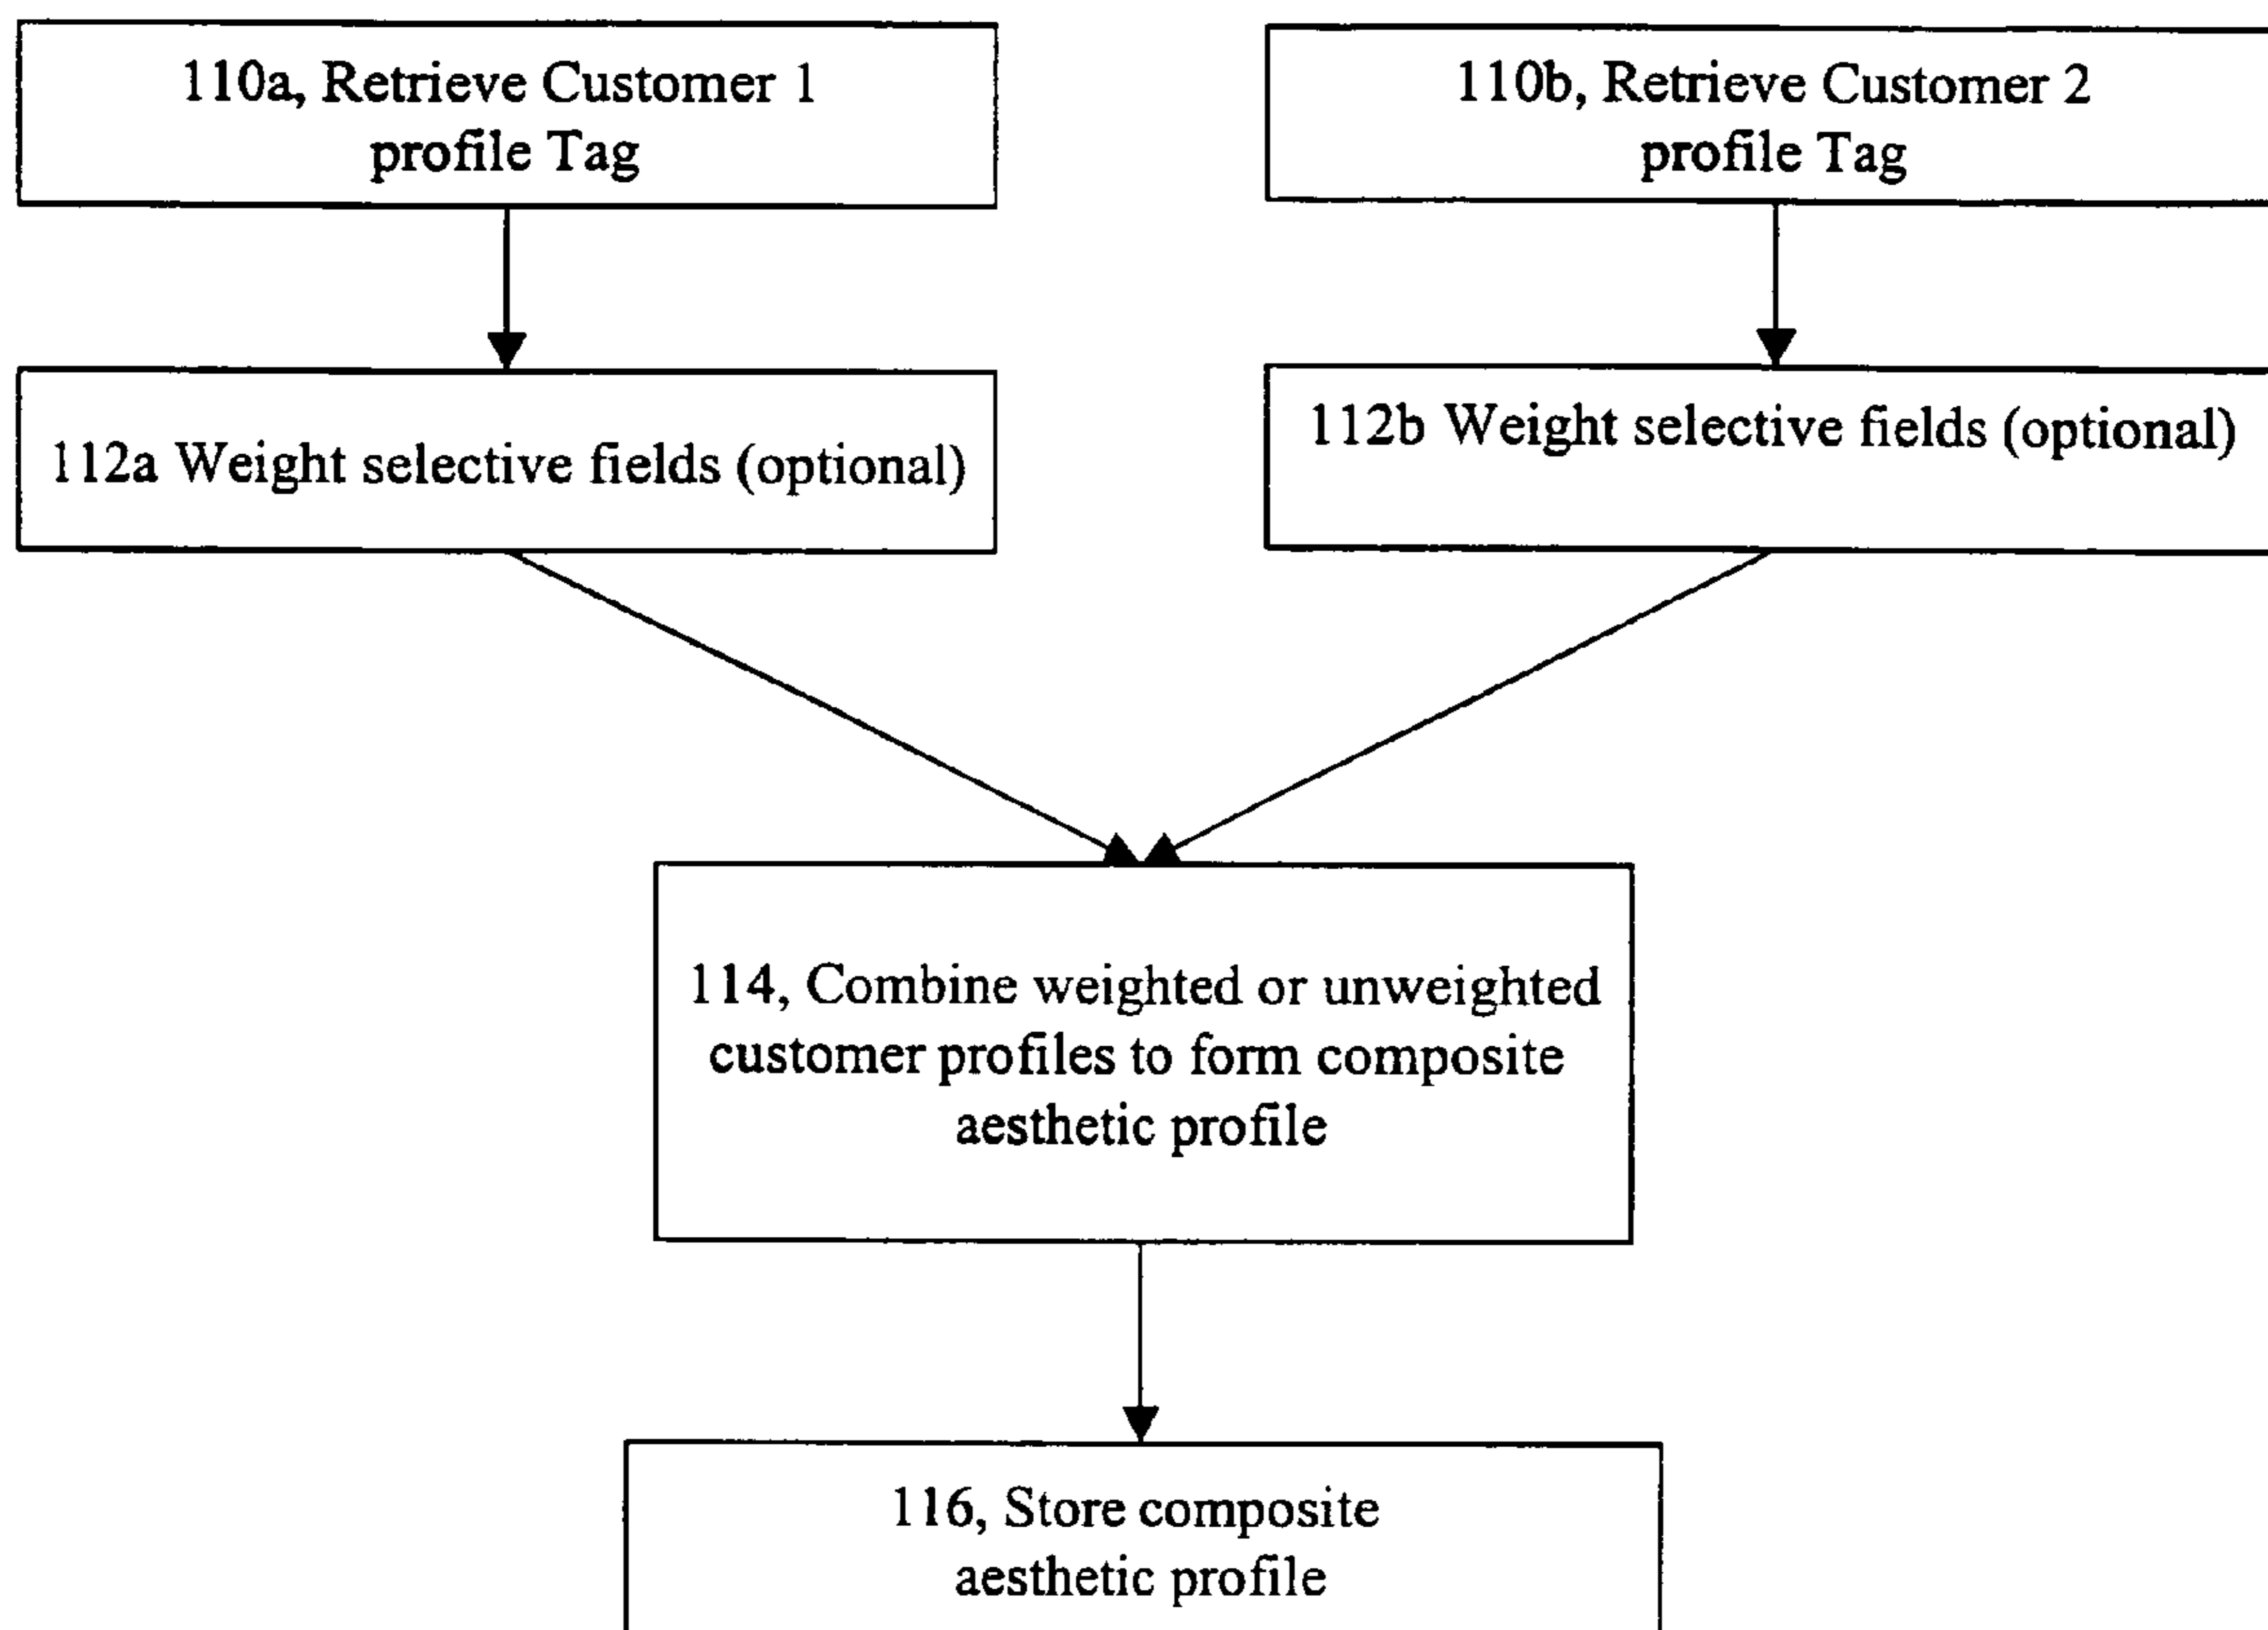 110a, Retrieve Customer 1
profile Tag
110b, Retrieve Customer 2
profile Tag
112a Weight selective fields (optional)
112b Weight selective fields (optional)
114, Combine weighted or unweighted
customer profiles to form composite
aesthetic profile
116, Store composite
aesthetic profile